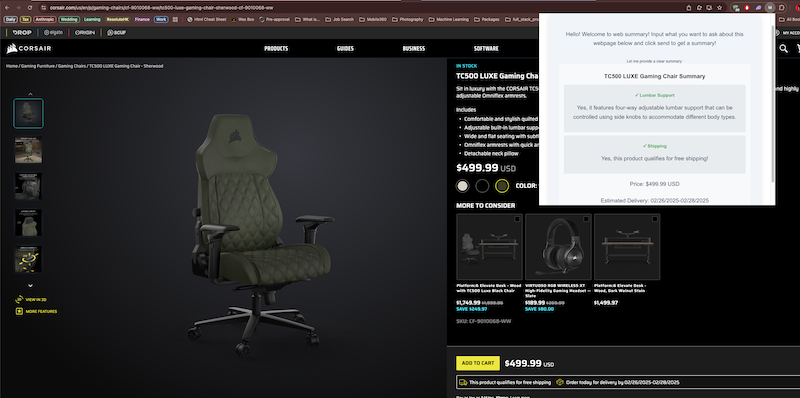 corsair.com/us/en/p/gaming-chairs/cf-9010068-ww/tc500-luxe-gaming-chair-sherwood-cf-9010068-ww
Daily Tax Anthropic Wedding Learning ResoluteHK Finance Work Html Cheat Sheet Box Pre-approval What is ... Job Search Mobile360 Photography Machine Learning Packages full_stack_pro
DROP elgato ORIGIN SCUF MY ACCO
CORSAIR PRODUCTS GUIDES BUSINESS SOFTWARE
Home / Gaming Furniture / Gaming Chairs / TC500 LUXE Gaming Chair - Sherwood
VIEW IN 3D
MORE FEATURES
IN STOCK
TC500 LUXE Gaming Cha
Sit in luxury with the CORSAIR TC5
and highly
adjustable Omniflex armrests.
Includes
Comfortable and stylish quilted
Adjustable built-in lumbar supp
Wide and flat seating with subtl
Omniflex armrests with quick an
Detachable neck pillow
$499.99 USD
COLOR:
MORE TO CONSIDER
Platform:6 Elevate Desk - Wood with TC500 Luxe Black Chair
$1,749.99 $1,999.96
SAVE $249.97
VIRTUOSO RGB WIRELESS XT High-Fidelity Gaming Headset — Slate
$189.99 $269.99
SAVE $80.00
Platform:6 Elevate Desk - Wood, Dark Walnut Stain
$1,499.97
SKU: CF-9010068-WW
ADD TO CART $499.99 USD
This product qualifies for free shipping Order today for delivery by 02/26/2025-02/28/2025
Hello! Welcome to web summary! Input what you want to ask about this
webpage below and click send to get a summary!
Let me provide a clear summary:
TC500 LUXE Gaming Chair Summary
✓ Lumbar Support
Yes, it features four-way adjustable lumbar support that can be
controlled using side knobs to accommodate different body types.
✓ Shipping
Yes, this product qualifies for free shipping!
Price: $499.99 USD
Estimated Delivery: 02/26/2025-02/28/2025